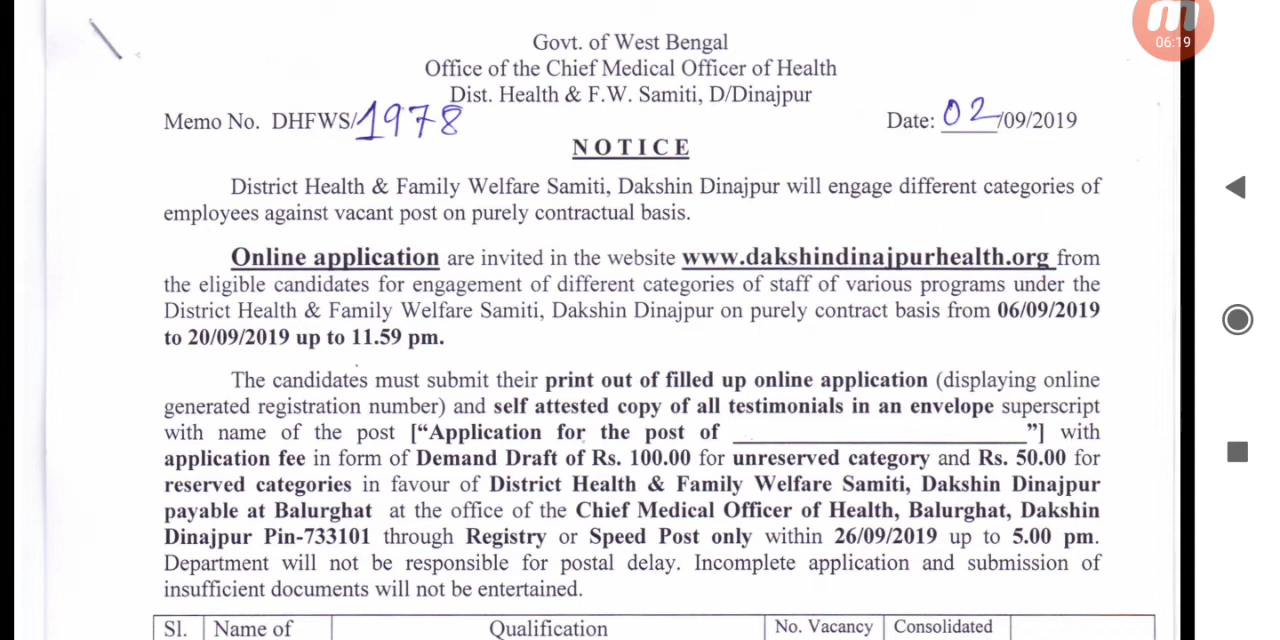 06:19
Govt. of West Bengal
Office of the Chief Medical Officer of Health
Dist. Health & F.W. Samiti, D/Dinajpur
Memo No. DHFWS/1978 Date: 02/09/2019
NOTICE
District Health & Family Welfare Samiti, Dakshin Dinajpur will engage different categories of
employees against vacant post on purely contractual basis.
Online application are invited in the website www.dakshindinajpurhealth.org from
the eligible candidates for engagement of different categories of staff of various programs under the
District Health & Family Welfare Samiti, Dakshin Dinajpur on purely contract basis from 06/09/2019
to 20/09/2019 up to 11.59 pm.
The candidates must submit their print out of filled up online application (displaying online
generated registration number) and self attested copy of all testimonials in an envelope superscript
with name of the post [“Application for the post of ______________________”] with
application fee in form of Demand Draft of Rs. 100.00 for unreserved category and Rs. 50.00 for
reserved categories in favour of District Health & Family Welfare Samiti, Dakshin Dinajpur
payable at Balurghat at the office of the Chief Medical Officer of Health, Balurghat, Dakshin
Dinajpur Pin-733101 through Registry or Speed Post only within 26/09/2019 up to 5.00 pm.
Department will not be responsible for postal delay. Incomplete application and submission of
insufficient documents will not be entertained.
Sl. Name of Qualification No. Vacancy Consolidated